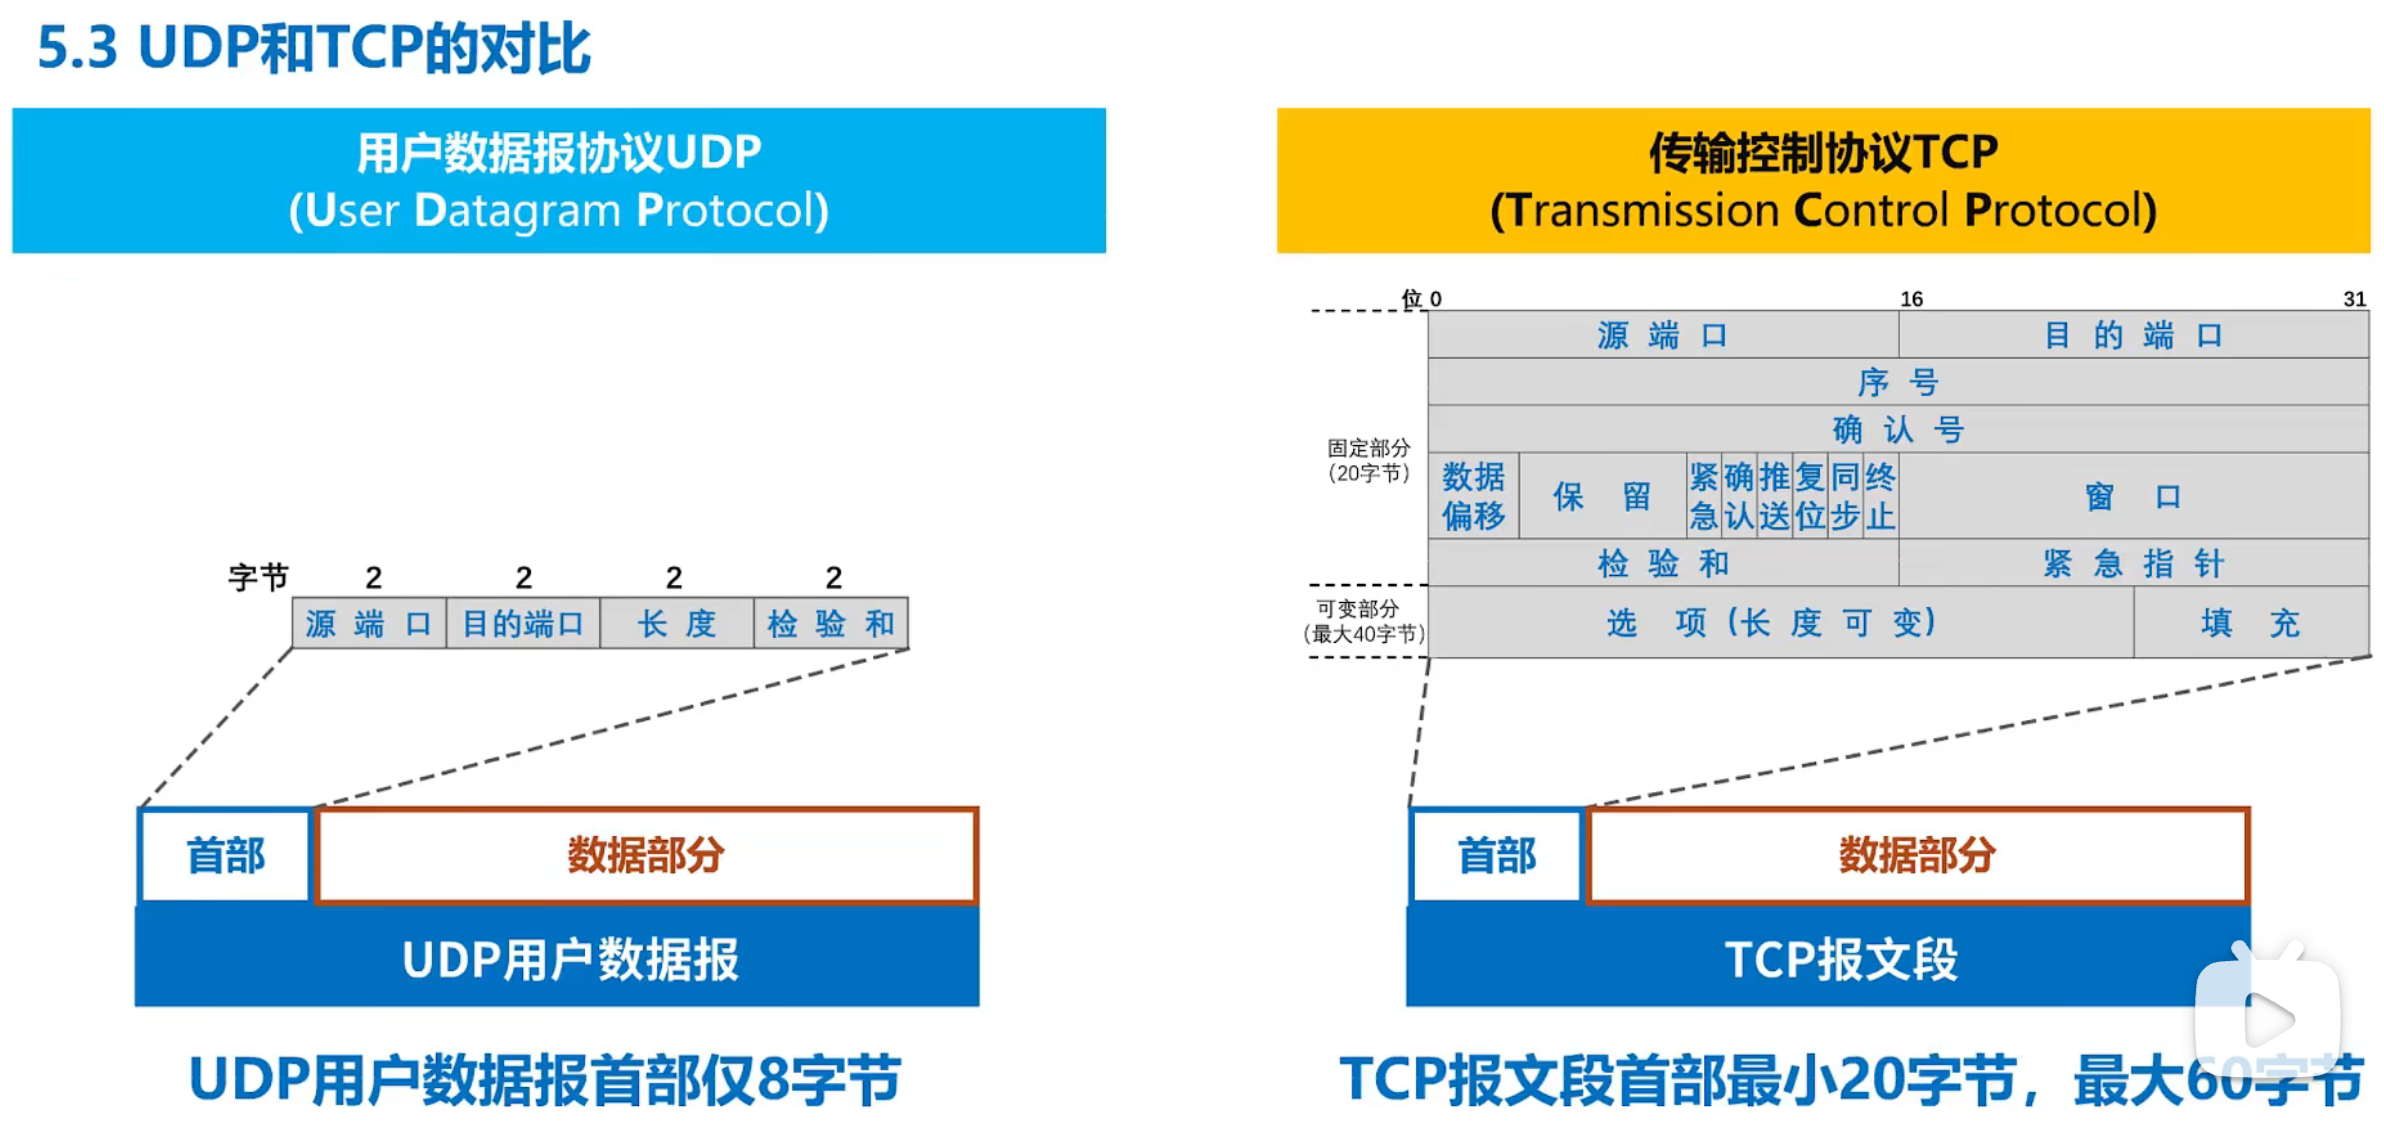 5.3 UDP和TCP的对比
用户数据报协议UDP
(User Datagram Protocol)
传输控制协议TCP
(Transmission Control Protocol)
字节 2 2 2 2
源端口 目的端口 长度 检验和
首部 数据部分
UDP用户数据报
UDP用户数据报首部仅8字节
位 0 16 31
源端口 目的端口
序号
确认号
固定部分
(20字节)
数据偏移 保留 紧急 确认 推送 复位 同步 终止 窗口
检验和 紧急指针
可变部分
(最大40字节)
选项(长度可变) 填充
首部 数据部分
TCP报文段
TCP报文段首部最小20字节，最大60字节